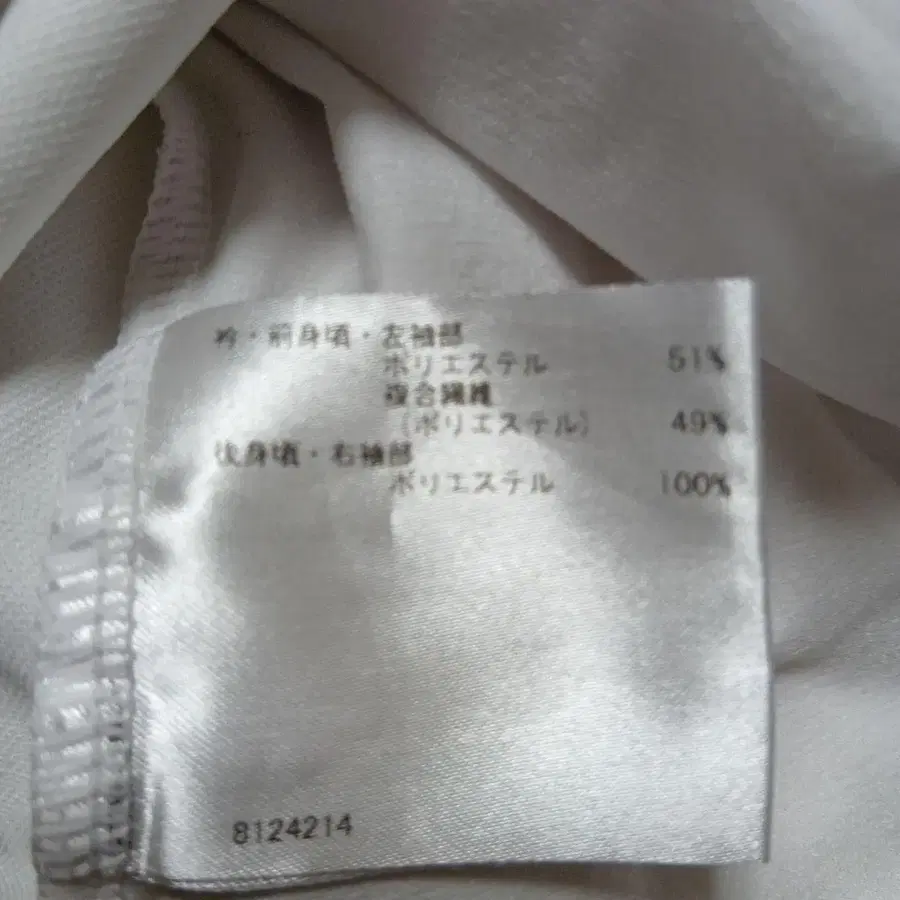 衿・前身頃・左袖部
ポリエステル 51%
複合繊維
(ポリエステル) 49%
後身頃・右袖部
ポリエステル 100%
8124214